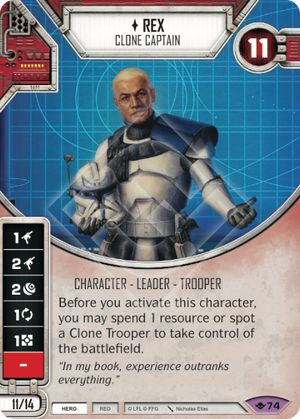 REX
CLONE CAPTAIN
11
CHARACTER - LEADER - TROOPER
1
2
2
1
1
-
Before you activate this character,
you may spend 1 resource or spot
a Clone Trooper to take control of
the battlefield.
"In my book, experience outranks
everything."
11/14
HERO
RED
© LFL © FFG
Nicholas Elias
74